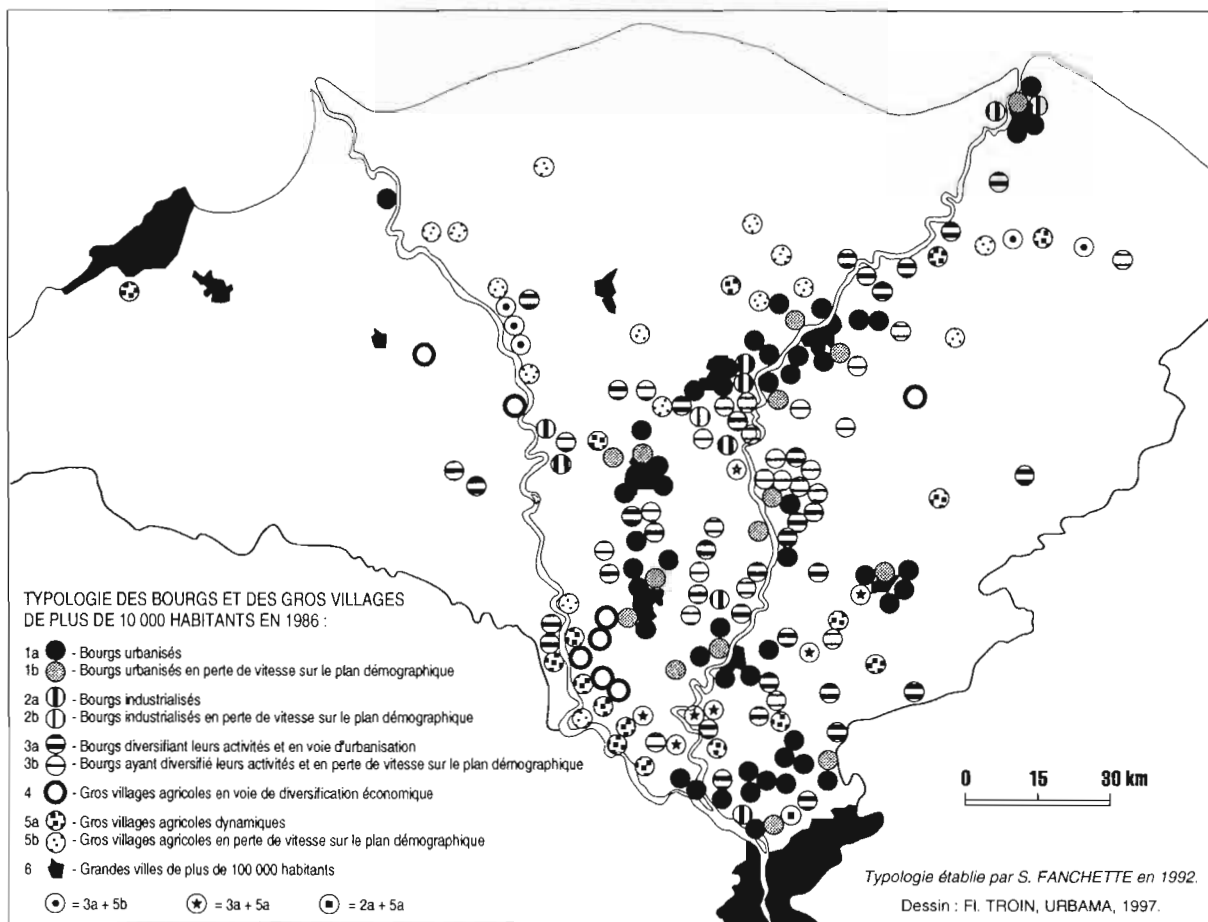 TYPOLOGIE DES BOURGS ET DES GROS VILLAGES
DE PLUS DE 10 000 HABITANTS EN 1986 :
1a - Bourgs urbanisés
1b - Bourgs urbanisés en perte de vitesse sur le plan démographique
2a - Bourgs industrialisés
2b - Bourgs industrialisés en perte de vitesse sur le plan démographique
3a - Bourgs diversifiant leurs activités et en voie d'urbanisation
3b - Bourgs ayant diversifié leurs activités et en perte de vitesse sur le plan démographique
4 - Gros villages agricoles en voie de diversification économique
5a - Gros villages agricoles dynamiques
5b - Gros villages agricoles en perte de vitesse sur le plan démographique
6 - Grandes villes de plus de 100 000 habitants
= 3a + 5b = 3a + 5a = 2a + 5a
0 15 30 km
Typologie établie par S. FANCHETTE en 1992.
Dessin : Fl. TROIN, URBAMA, 1997.